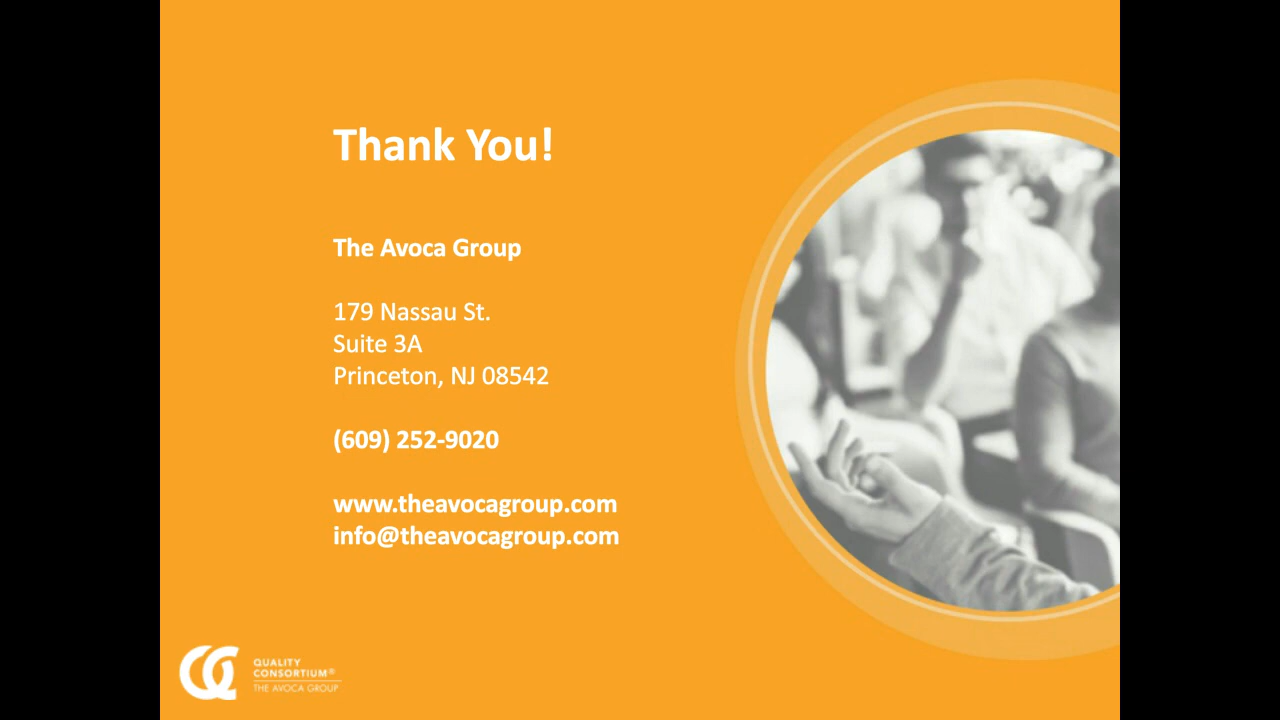 Thank You!
The Avoca Group
179 Nassau St.
Suite 3A
Princeton, NJ 08542
(609) 252-9020
www.theavocagroup.com
info@theavocagroup.com
QUALITY
CONSORTIUM®
THE AVOCA GROUP